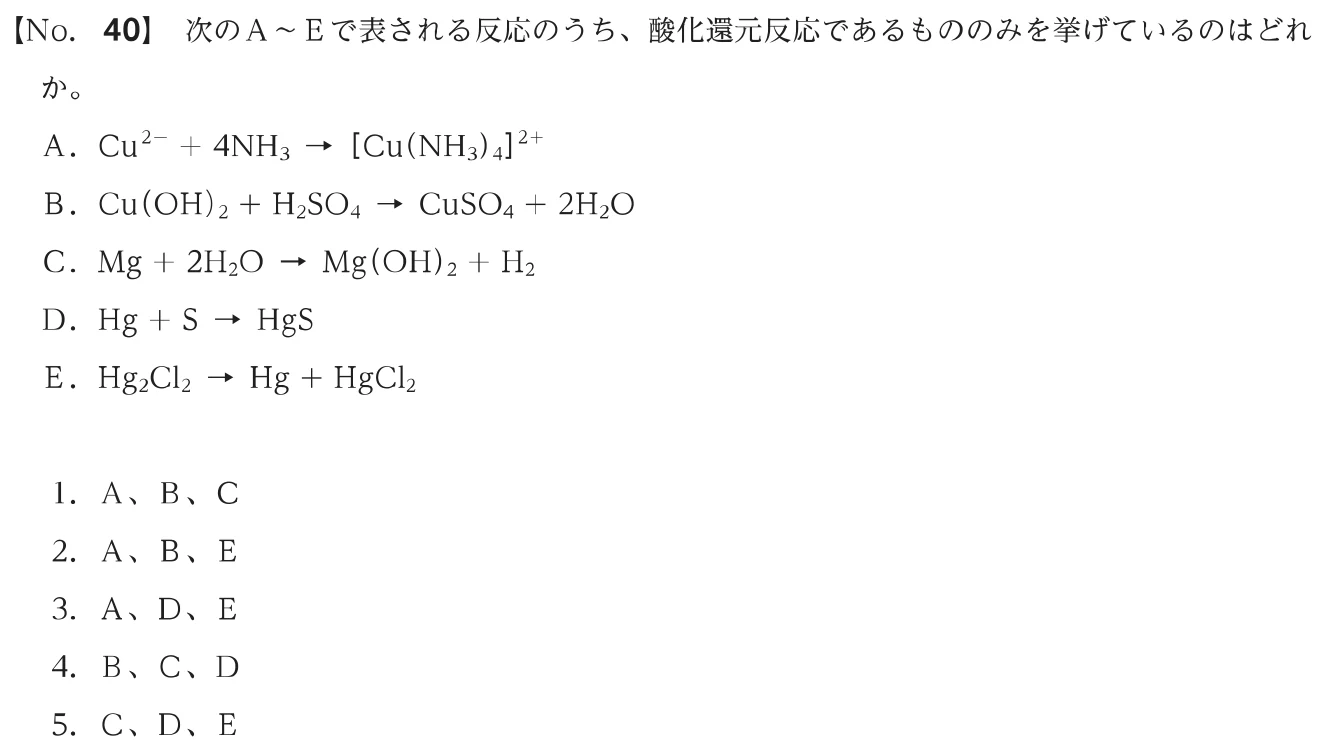 【No. 40】 次のA~Eで表される反応のうち、酸化還元反応であるもののみを挙げているのはどれ
か。
A. Cu²⁻ + 4NH₃ → [Cu(NH₃)₄]²⁺
B. Cu(OH)₂ + H₂SO₄ → CuSO₄ + 2H₂O
C. Mg + 2H₂O → Mg(OH)₂ + H₂
D. Hg + S → HgS
E. Hg₂Cl₂ → Hg + HgCl₂
1. A、B、C
2. A、B、E
3. A、D、E
4. B、C、D
5. C、D、E